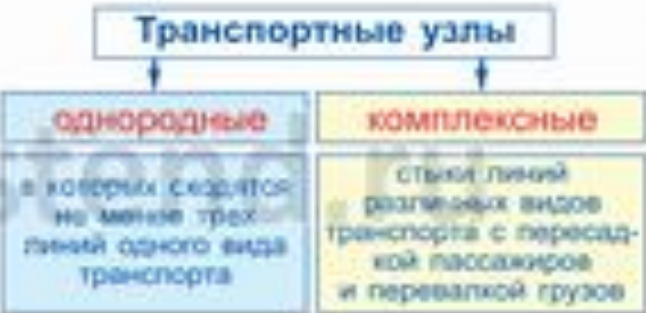 Транспортные узлы
однородные
комплексные
в которых сходятся
не менее трех
линий одного вида
транспорта
стыки линий
различных видов
транспорта с пересад-
кой пассажиров
и перевалкой грузов